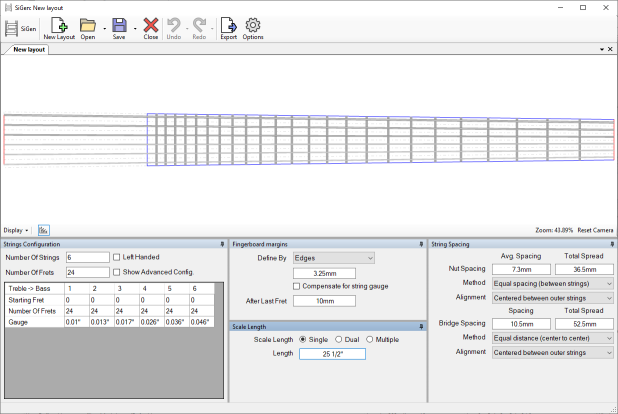 SiGen: New layout
SiGen New Layout Open Save Close Undo Redo Export Options
New layout
Display Zoom: 43.89% Reset Camera
Strings Configuration
Number Of Strings 6 Left Handed
Number Of Frets 24 Show Advanced Config.
Treble -> Bass 1 2 3 4 5 6
Starting Fret 0 0 0 0 0 0
Number Of Frets 24 24 24 24 24 24
Gauge 0.01" 0.013" 0.017" 0.026" 0.036" 0.046"
Fingerboard margins
Define By Edges
3.25mm
Compensate for string gauge
After Last Fret 10mm
Scale Length
Scale Length Single Dual Multiple
Length 25 1/2"
String Spacing
Avg. Spacing Total Spread
Nut Spacing 7.3mm 36.5mm
Method Equal spacing (between strings)
Alignment Centered between outer strings
Spacing Total Spread
Bridge Spacing 10.5mm 52.5mm
Method Equal distance (center to center)
Alignment Centered between outer strings